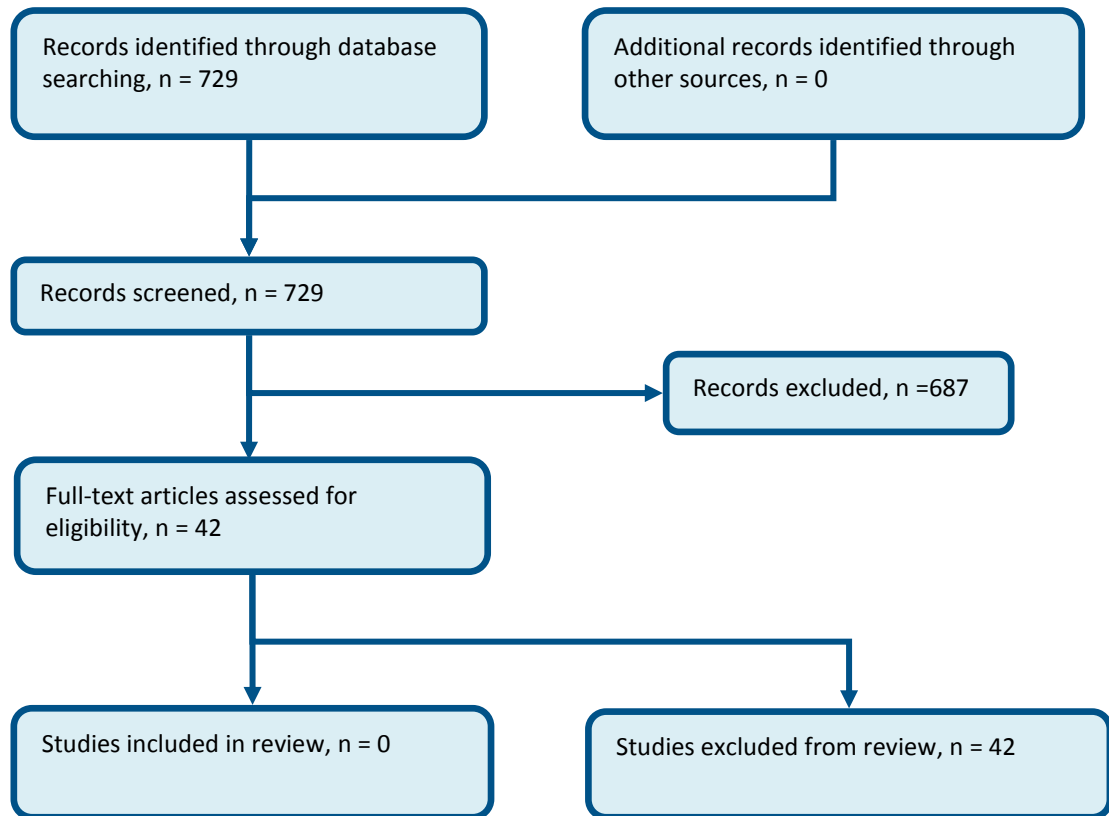 Records identified through database
searching, n = 729
Additional records identified through
other sources, n = 0
Records screened, n = 729
Records excluded, n =687
Full-text articles assessed for
eligibility, n = 42
Studies included in review, n = 0
Studies excluded from review, n = 42